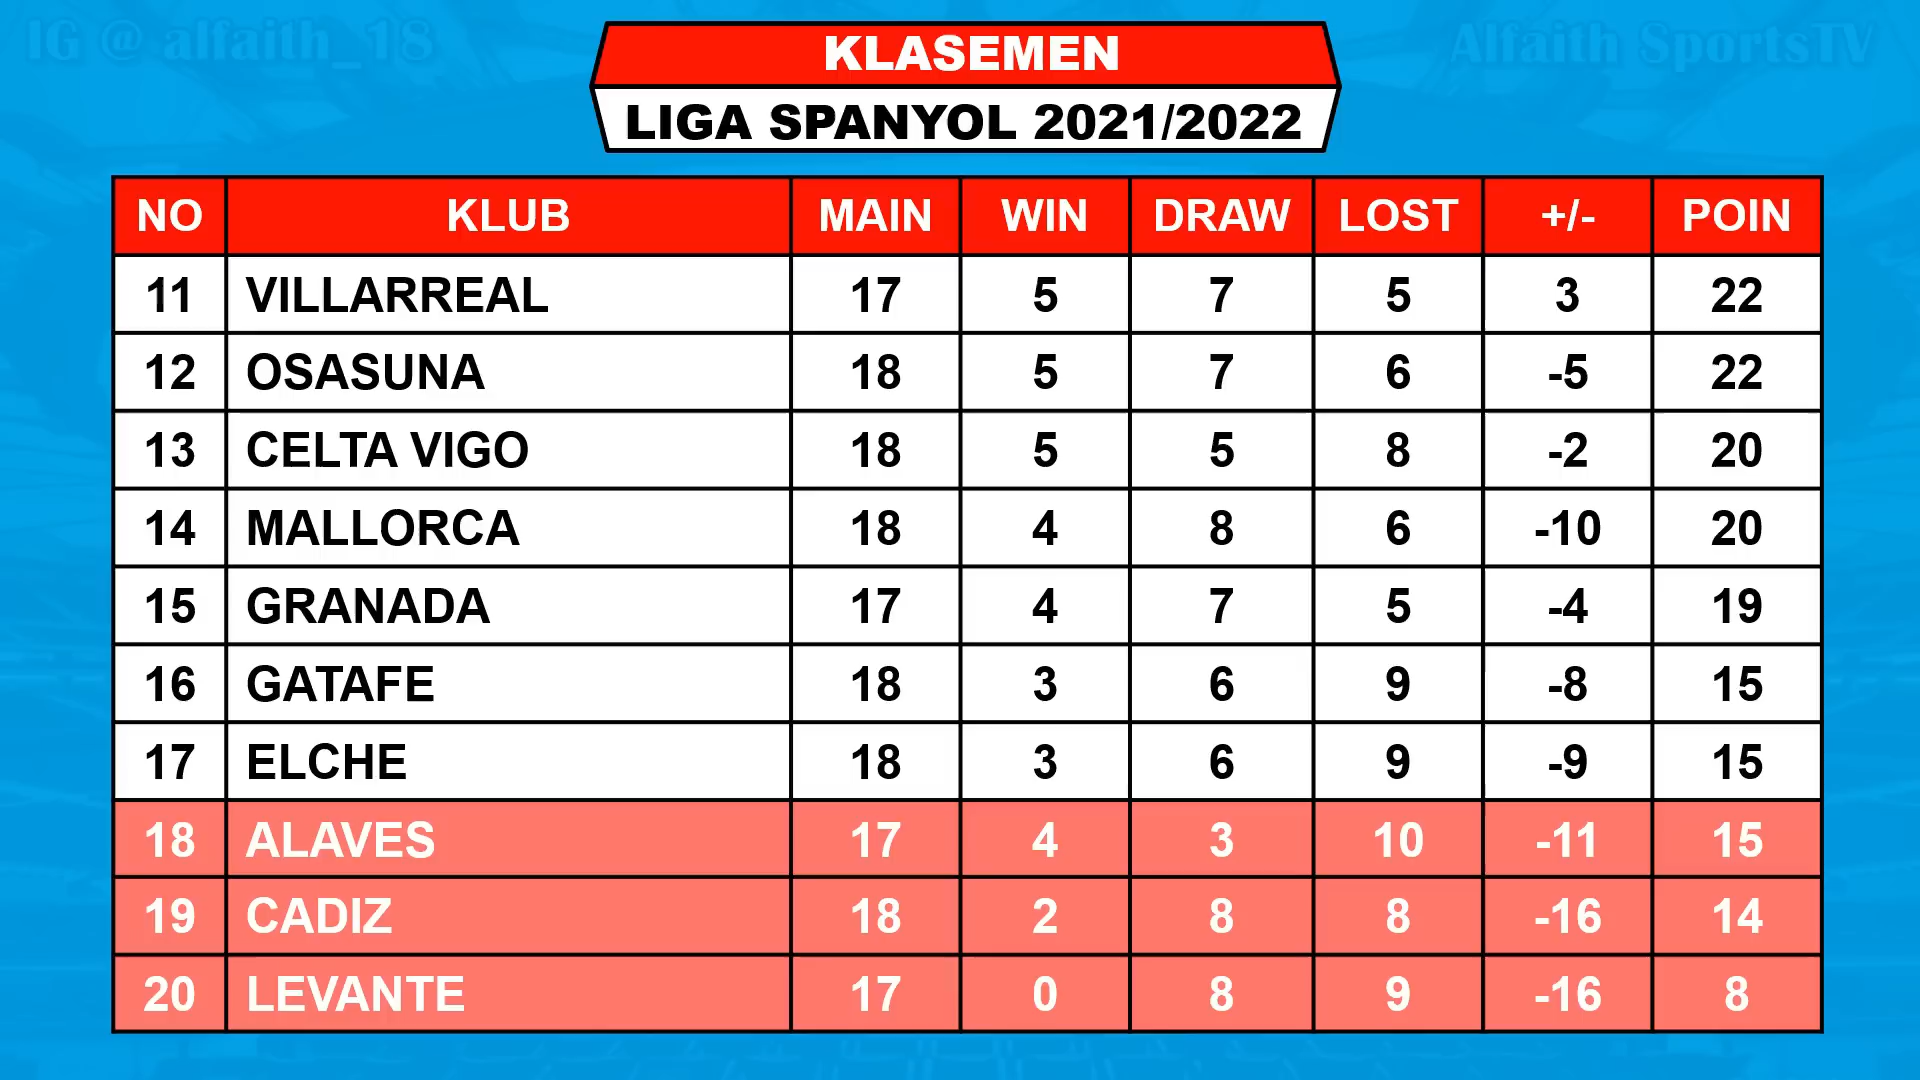 IG @ alfaith_18
Alfaith SportsTV
KLASEMEN
LIGA SPANYOL 2021/2022
NO KLUB MAIN WIN DRAW LOST +/- POIN
11 VILLARREAL 17 5 7 5 3 22
12 OSASUNA 18 5 7 6 -5 22
13 CELTA VIGO 18 5 5 8 -2 20
14 MALLORCA 18 4 8 6 -10 20
15 GRANADA 17 4 7 5 -4 19
16 GATAFE 18 3 6 9 -8 15
17 ELCHE 18 3 6 9 -9 15
18 ALAVES 17 4 3 10 -11 15
19 CADIZ 18 2 8 8 -16 14
20 LEVANTE 17 0 8 9 -16 8